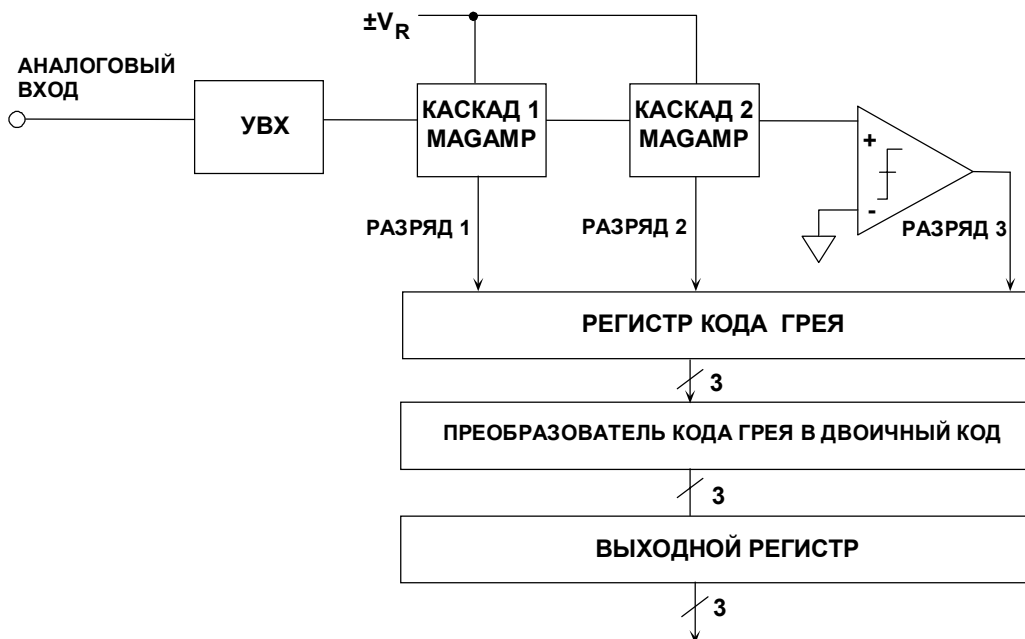 ±VR
АНАЛОГОВЫЙ
ВХОД
УВХ
КАСКАД 1
MAGAMP
КАСКАД 2
MAGAMP
+
-
РАЗРЯД 1
РАЗРЯД 2
РАЗРЯД 3
РЕГИСТР КОДА ГРЕЯ
3
ПРЕОБРАЗОВАТЕЛЬ КОДА ГРЕЯ В ДВОИЧНЫЙ КОД
3
ВЫХОДНОЙ РЕГИСТР
3